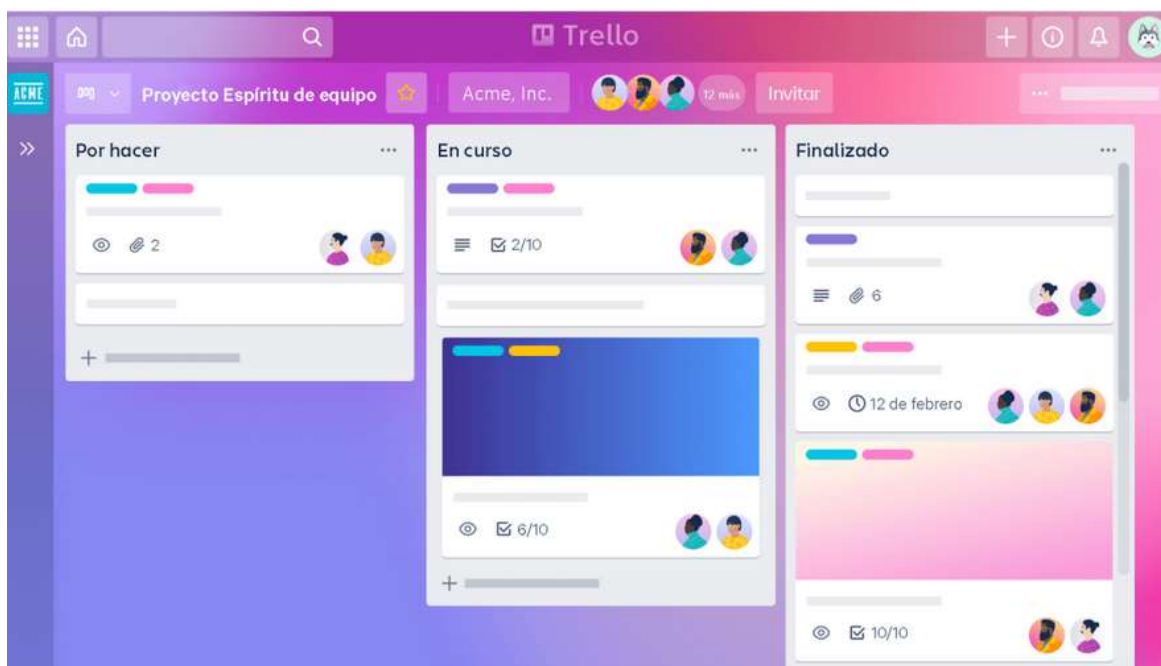 Trello
ACME
Proyecto Espíritu de equipo
Acme, Inc.
12 más
Invitar
Por hacer
2
En curso
2/10
6/10
Finalizado
6
12 de febrero
10/10